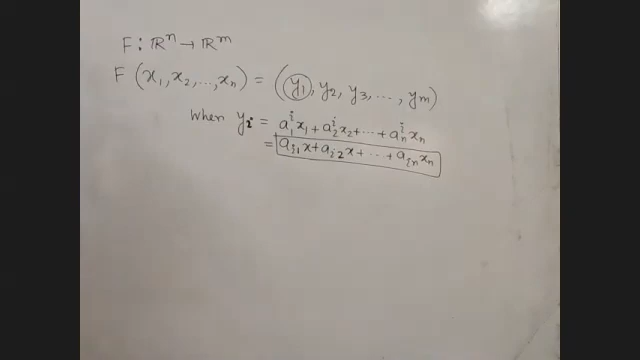 F : ℝⁿ → ℝᵐ
F (x₁, x₂, ..., xₙ) = (y₁, y₂, y₃, ..., yₘ)
When yᵢ = a₁ⁱx₁ + a₂ⁱx₂ + ... + aₙⁱxₙ
= aᵢ₁x + aᵢ₂x + ... + aᵢₙxₙ